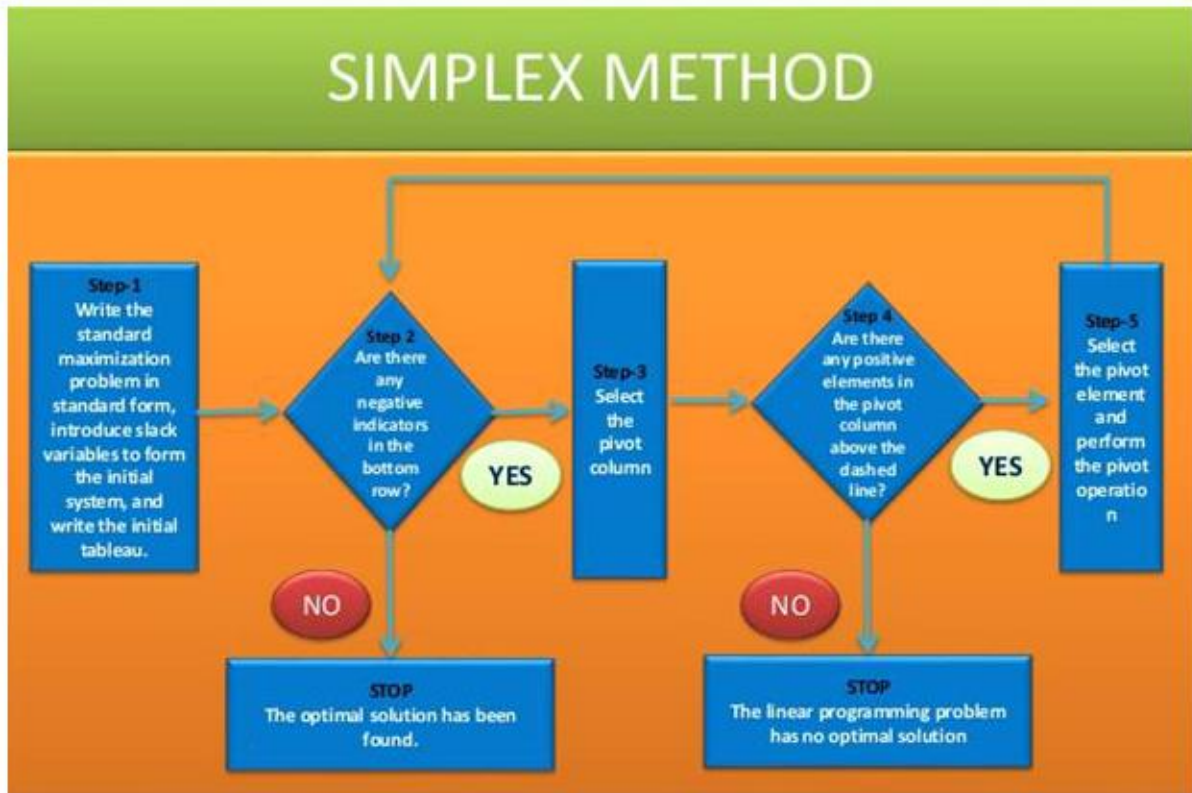 SIMPLEX METHOD
Step-1
Write the
standard
maximization
problem in
standard form,
introduce slack
variables to form
the initial
system, and
write the initial
tableau.
Step 2
Are there
any
negative
indicators
in the
bottom
row?
YES
NO
STOP
The optimal solution has been
found.
Step-3
Select
the
pivot
column
Step 4
Are there
any positive
elements in
the pivot
column
above the
dashed
line?
YES
NO
STOP
The linear programming problem
has no optimal solution
Step-5
Select
the pivot
element
and
perform
the pivot
operatio
n